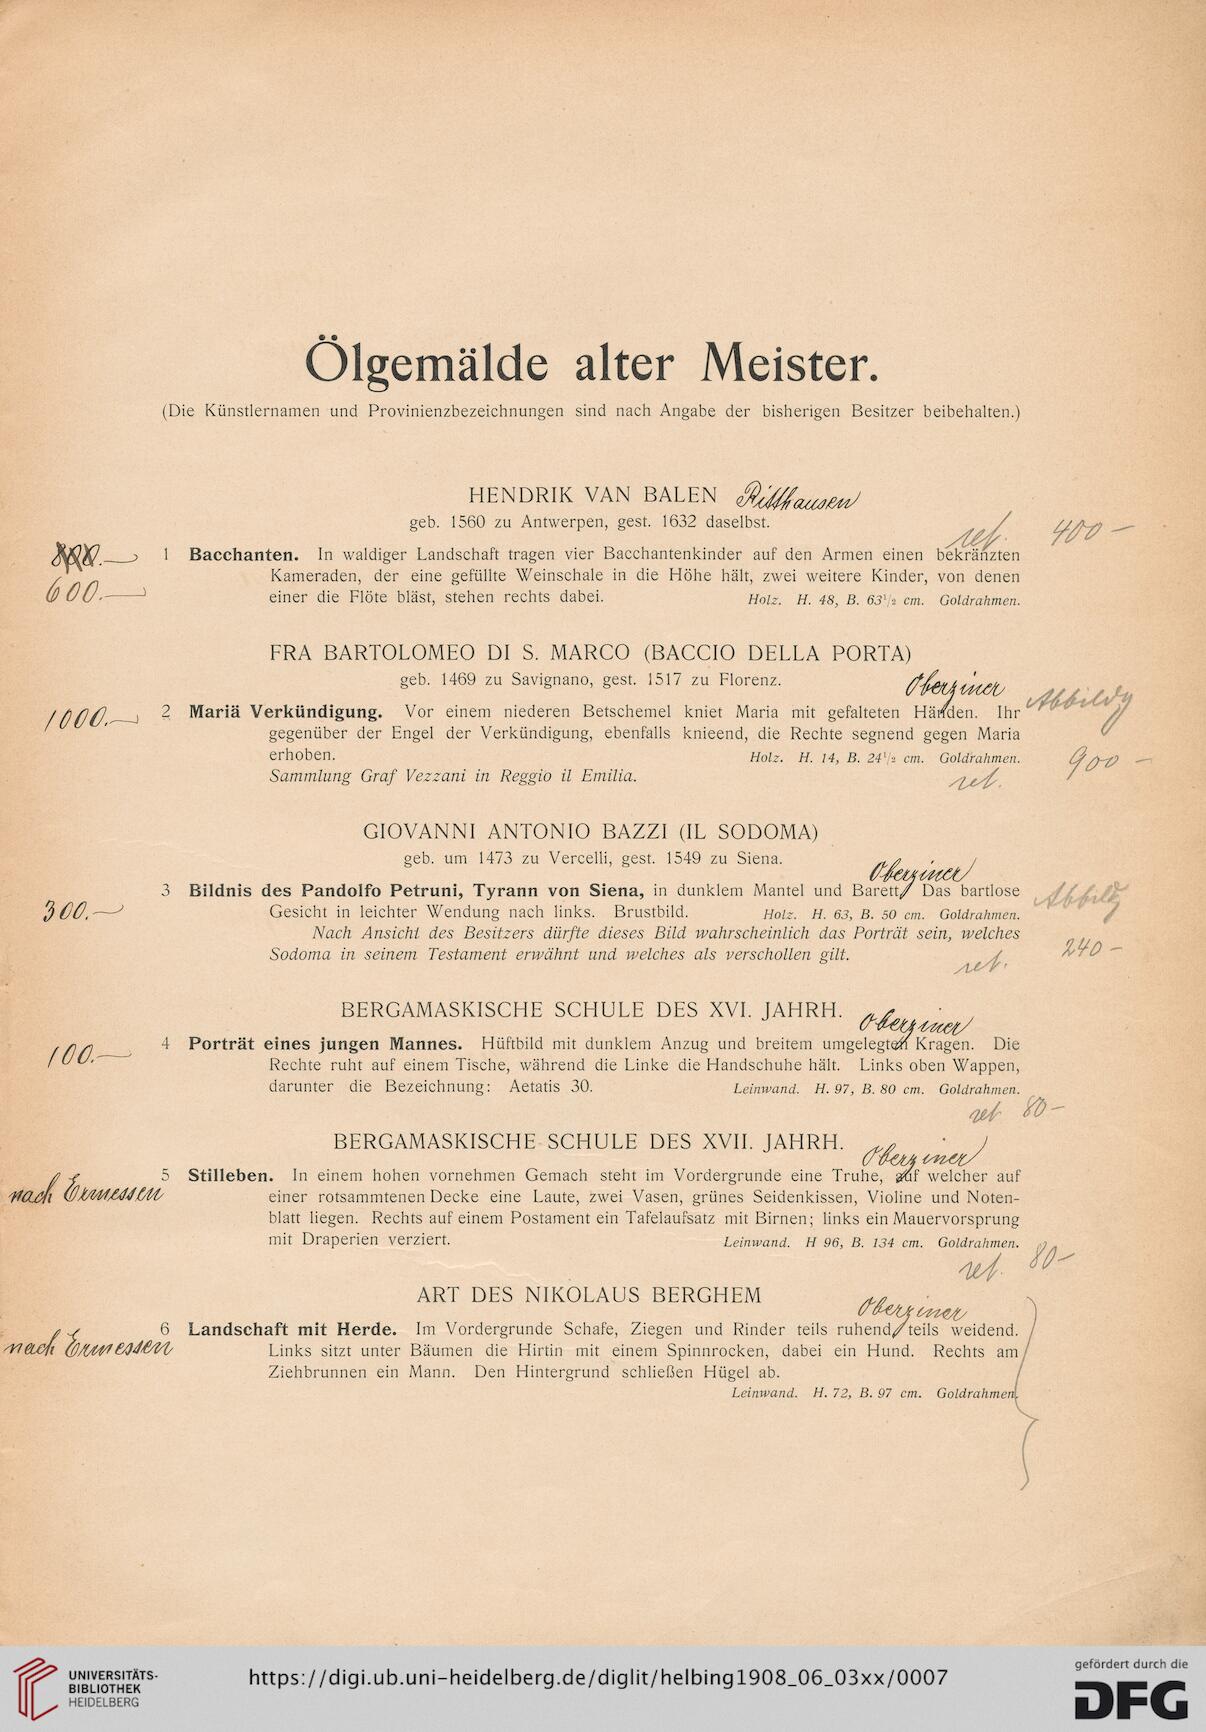 Ölgemälde alter Meister.
(Die Künstlernamen und Provinienzbezeichnungen sind nach Angabe der bisherigen Besitzer beibehalten.)
HENDRIK VAN BALEN Ritthausen
geb. 1560 zu Antwerpen, gest. 1632 daselbst.
ret. 400 –
800.— 1 Bacchanten. In waldiger Landschaft tragen vier Bacchantenkinder auf den Armen einen bekränzten
600.— Kameraden, der eine gefüllte Weinschale in die Höhe hält, zwei weitere Kinder, von denen
einer die Flöte bläst, stehen rechts dabei. Holz. H. 48, B. 63½ cm. Goldrahmen.
FRA BARTOLOMEO DI S. MARCO (BACCIO DELLA PORTA)
geb. 1469 zu Savignano, gest. 1517 zu Florenz. Oberziner
1000.— 2 Mariä Verkündigung. Vor einem niederen Betschemel kniet Maria mit gefalteten Händen. Ihr Abbildg
gegenüber der Engel der Verkündigung, ebenfalls knieend, die Rechte segnend gegen Maria
erhoben. Holz. H. 14, B. 24½ cm. Goldrahmen. 900 –
Sammlung Graf Vezzani in Reggio il Emilia. ret.
GIOVANNI ANTONIO BAZZI (IL SODOMA)
geb. um 1473 zu Vercelli, gest. 1549 zu Siena.
Oberziner
3 Bildnis des Pandolfo Petruni, Tyrann von Siena, in dunklem Mantel und Barett. Das bartlose Abbildg
300.— Gesicht in leichter Wendung nach links. Brustbild. Holz. H. 63, B. 50 cm. Goldrahmen.
Nach Ansicht des Besitzers dürfte dieses Bild wahrscheinlich das Porträt sein, welches
Sodoma in seinem Testament erwähnt und welches als verschollen gilt. ret. 240 –
BERGAMASKISCHE SCHULE DES XVI. JAHRH. Oberziner
100.— 4 Porträt eines jungen Mannes. Hüftbild mit dunklem Anzug und breitem umgelegten Kragen. Die
Rechte ruht auf einem Tische, während die Linke die Handschuhe hält. Links oben Wappen,
darunter die Bezeichnung: Aetatis 30. Leinwand. H. 97, B. 80 cm. Goldrahmen.
ret 80 –
BERGAMASKISCHE SCHULE DES XVII. JAHRH. Oberziner
5 Stilleben. In einem hohen vornehmen Gemach steht im Vordergrunde eine Truhe, auf welcher auf
nach Ermessen einer rotsammtenen Decke eine Laute, zwei Vasen, grünes Seidenkissen, Violine und Noten-
blatt liegen. Rechts auf einem Postament ein Tafelaufsatz mit Birnen; links ein Mauervorsprung
mit Draperien verziert. Leinwand. H 96, B. 134 cm. Goldrahmen.
ret. 80 –
ART DES NIKOLAUS BERGHEM
Oberziner
6 Landschaft mit Herde. Im Vordergrunde Schafe, Ziegen und Rinder teils ruhend, teils weidend.
nach Ermessen Links sitzt unter Bäumen die Hirtin mit einem Spinnrocken, dabei ein Hund. Rechts am
Ziehbrunnen ein Mann. Den Hintergrund schließen Hügel ab.
Leinwand. H. 72, B. 97 cm. Goldrahmen.
UNIVERSITÄTS-
BIBLIOTHEK
HEIDELBERG
https://digi.ub.uni-heidelberg.de/diglit/helbing1908_06_03xx/0007
gefördert durch die
DFG